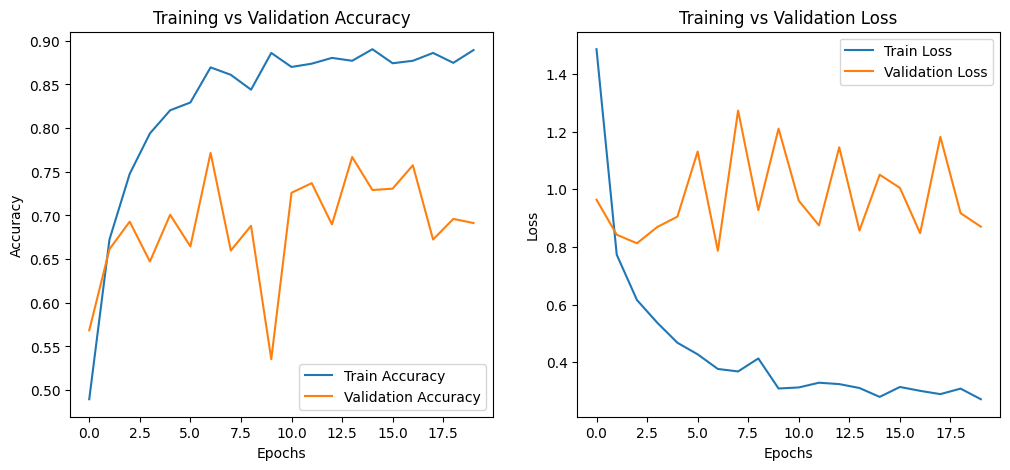 Training vs Validation Accuracy
0.90
0.85
0.80
0.75
0.70
0.65
0.60
0.55
0.50
Accuracy
Train Accuracy
Validation Accuracy
0.0 2.5 5.0 7.5 10.0 12.5 15.0 17.5
Epochs
Training vs Validation Loss
1.4
1.2
1.0
0.8
0.6
0.4
Loss
Train Loss
Validation Loss
0.0 2.5 5.0 7.5 10.0 12.5 15.0 17.5
Epochs